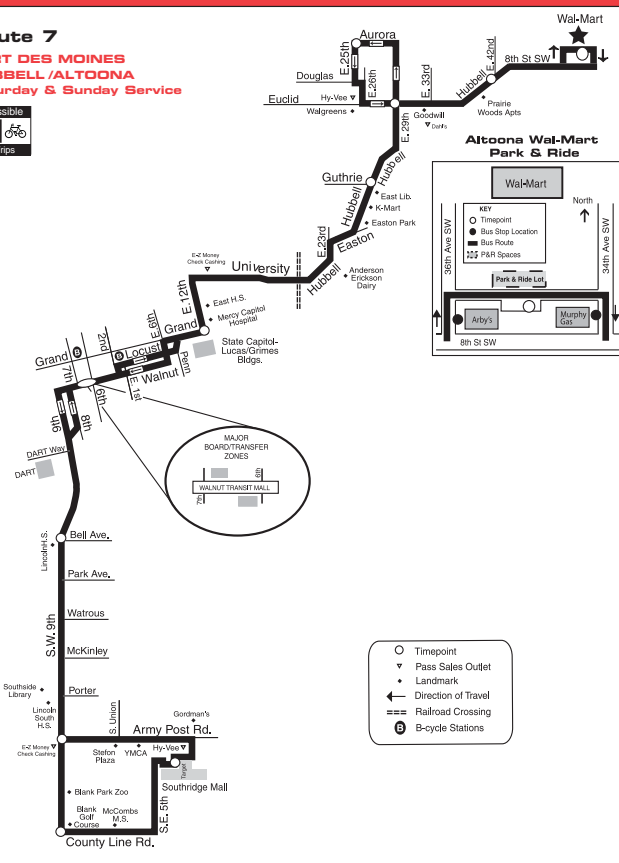 ute 7
RT DES MOINES
BBELL /ALTOONA
urday & Sunday Service
ssible
rips
Wal-Mart
8th St SW
E. 42nd
Hubbell
Prairie
Woods Apts
E. 33rd
Goodwill
Dahl's
Aurora
E.25th
Douglas
E.26th
Euclid
Hy-Vee
Walgreens
E. 29th
Hubbell
Guthrie
Hubbell
East Lib.
K-Mart
Easton Park
Easton
E.23rd
Hubbell
Anderson
Erickson
Dairy
University
E-Z Money
Check Cashing
E.12th
East H.S.
Mercy Capitol
Hospital
Grand
State Capitol-
Lucas/Grimes
Bldgs.
E.6th
Penn
Locust
B
Walnut
E. 1st
2nd
Grand
B
7th
6th
9th
8th
DART Way
DART
MAJOR
BOARD/TRANSFER
ZONES
6th
WALNUT TRANSIT MALL
7th
Altoona Wal-Mart
Park & Ride
Wal-Mart
KEY
Timepoint
Bus Stop Location
Bus Route
P&R Spaces
North
36th Ave SW
34th Ave SW
Park & Ride Lot
Arby's
Murphy
Gas
8th St SW
Bell Ave.
LincolnH.S.
Park Ave.
Watrous
S.W. 9th
McKinley
Porter
Southside
Library
Lincoln
South
H.S.
E-Z Money
Check Cashing
S. Union
Gordman's
Army Post Rd.
Stefon
Plaza
YMCA
Hy-Vee
Target
Southridge Mall
S.E. 5th
Blank Park Zoo
Blank
Golf
Course
McCombs
M.S.
County Line Rd.
Timepoint
Pass Sales Outlet
Landmark
Direction of Travel
Railroad Crossing
B B-cycle Stations